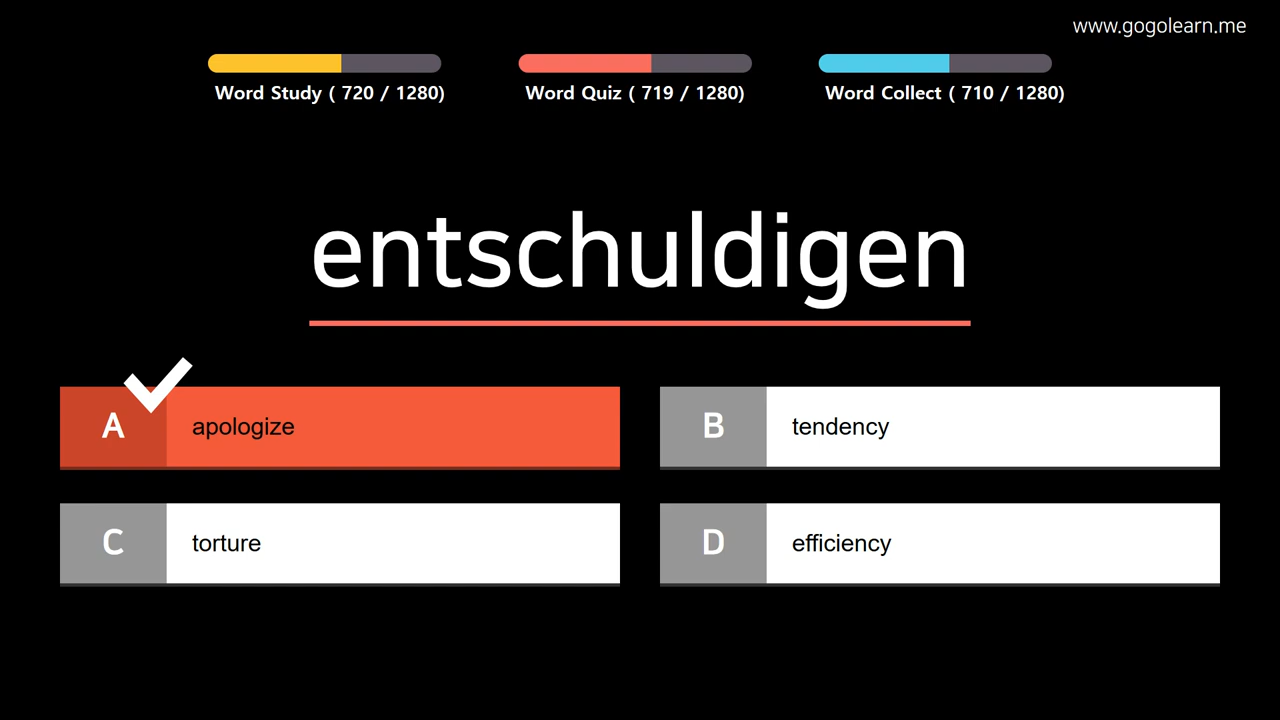 www.gogolearn.me
Word Study ( 720 / 1280)
Word Quiz ( 719 / 1280)
Word Collect ( 710 / 1280)
entschuldigen
A apologize
B tendency
C torture
D efficiency